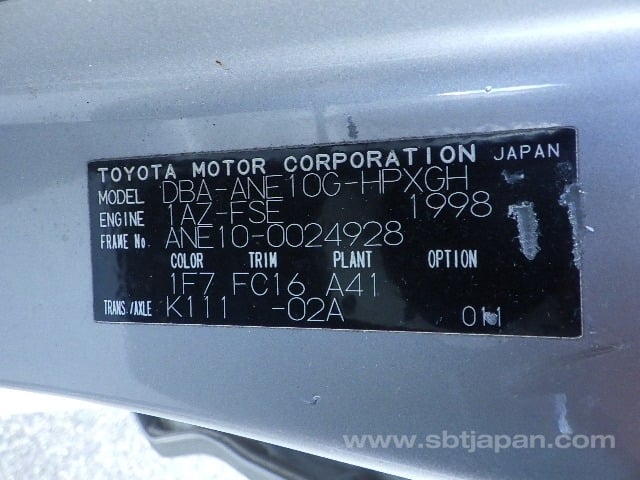 TOYOTA MOTOR CORPORATION JAPAN
MODEL DBA-ANE10G-HPXGH
ENGINE 1AZ-FSE 1998
FRAME No ANE10-0024928
COLOR TRIM PLANT OPTION
1F7 FC16 A41
TRANS./AXLE K111 -02A 011
www.sbtjapan.com